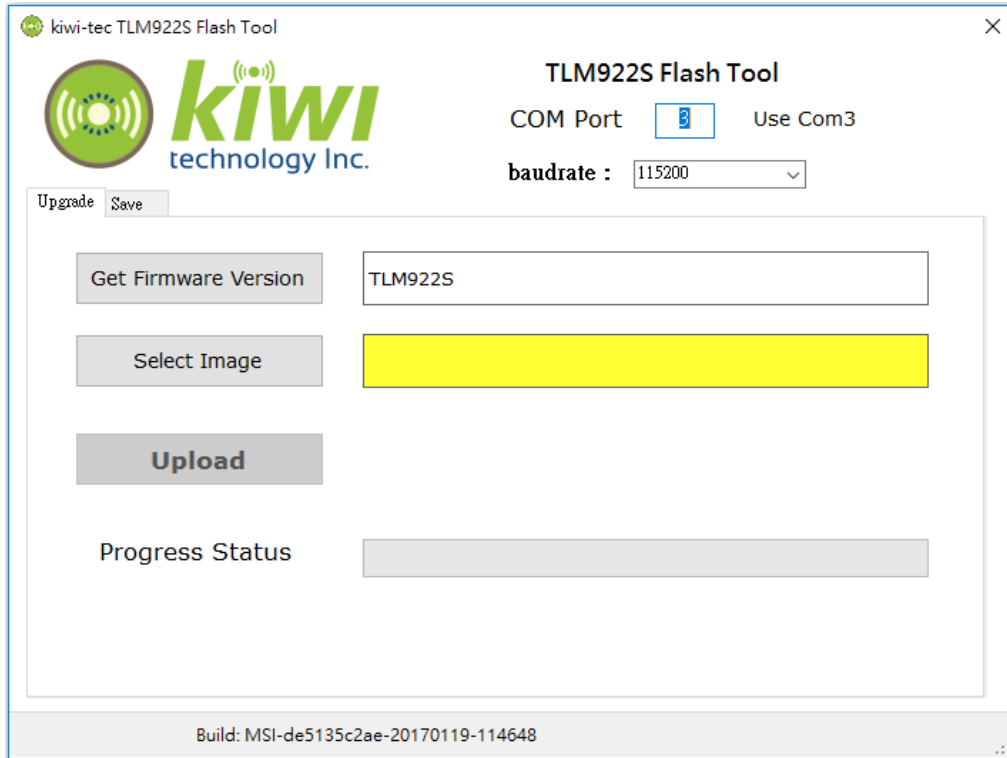 kiwi-tec TLM922S Flash Tool
kiwi
technology Inc.
TLM922S Flash Tool
COM Port 3 Use Com3
baudrate : 115200
Upgrade Save
Get Firmware Version TLM922S
Select Image
Upload
Progress Status
Build: MSI-de5135c2ae-20170119-114648